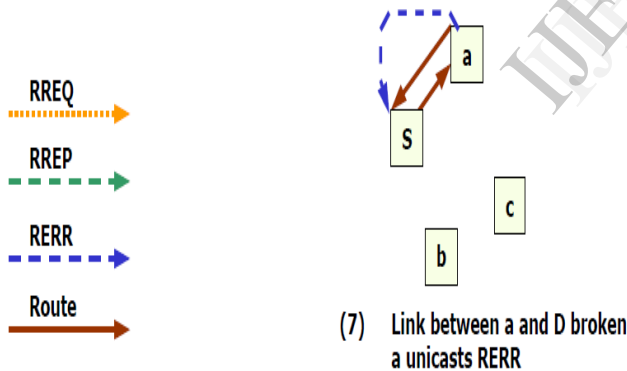 RREQ
RREP
RERR
Route
a
S
c
b
(7) Link between a and D broken
a unicasts RERR